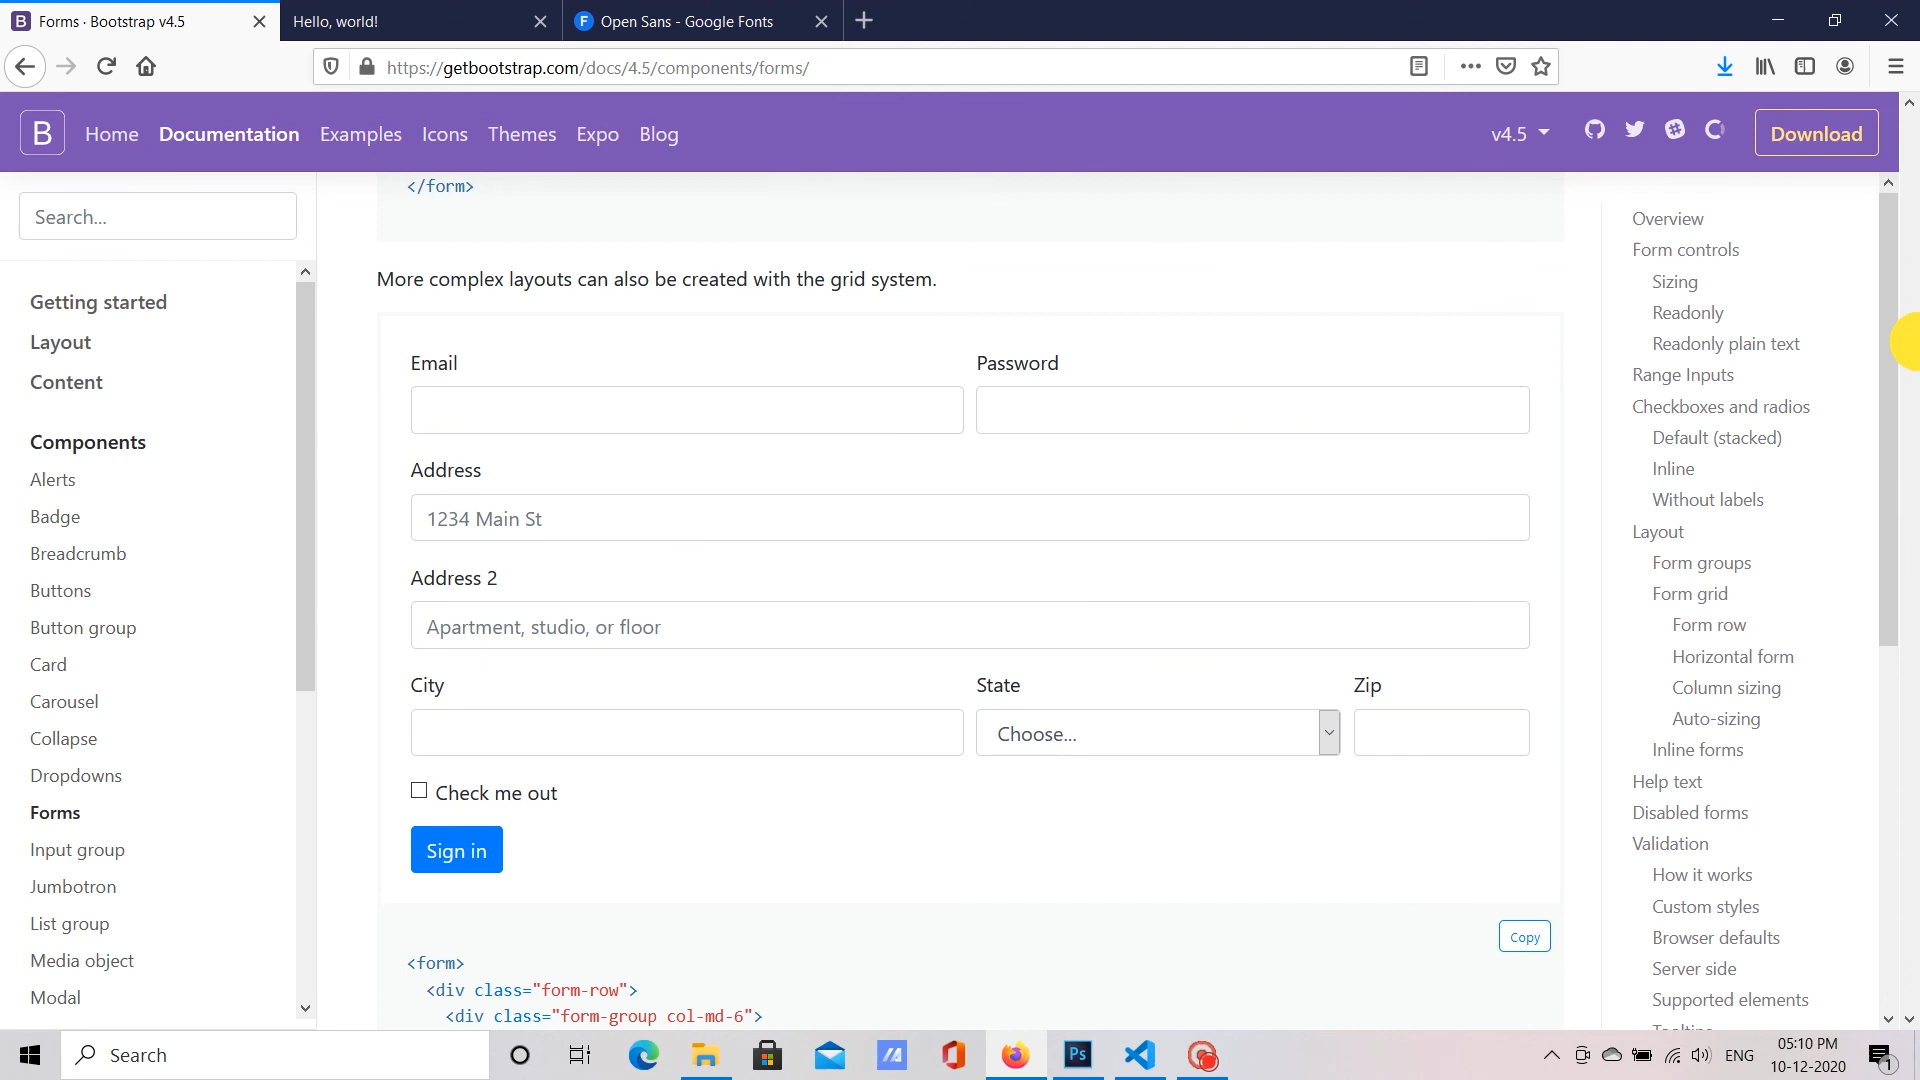 B Forms · Bootstrap v4.5
Hello, world!
F Open Sans - Google Fonts
https://getbootstrap.com/docs/4.5/components/forms/
B Home Documentation Examples Icons Themes Expo Blog v4.5 Download
Search...
Getting started
Layout
Content
Components
Alerts
Badge
Breadcrumb
Buttons
Button group
Card
Carousel
Collapse
Dropdowns
Forms
Input group
Jumbotron
List group
Media object
Modal
</form>
More complex layouts can also be created with the grid system.
Email Password
Address
1234 Main St
Address 2
Apartment, studio, or floor
City State Zip
Choose...
Check me out
Sign in
Copy
<form>
<div class="form-row">
<div class="form-group col-md-6">
Overview
Form controls
Sizing
Readonly
Readonly plain text
Range Inputs
Checkboxes and radios
Default (stacked)
Inline
Without labels
Layout
Form groups
Form grid
Form row
Horizontal form
Column sizing
Auto-sizing
Inline forms
Help text
Disabled forms
Validation
How it works
Custom styles
Browser defaults
Server side
Supported elements
Search
Ps
ENG
05:10 PM
10-12-2020
1